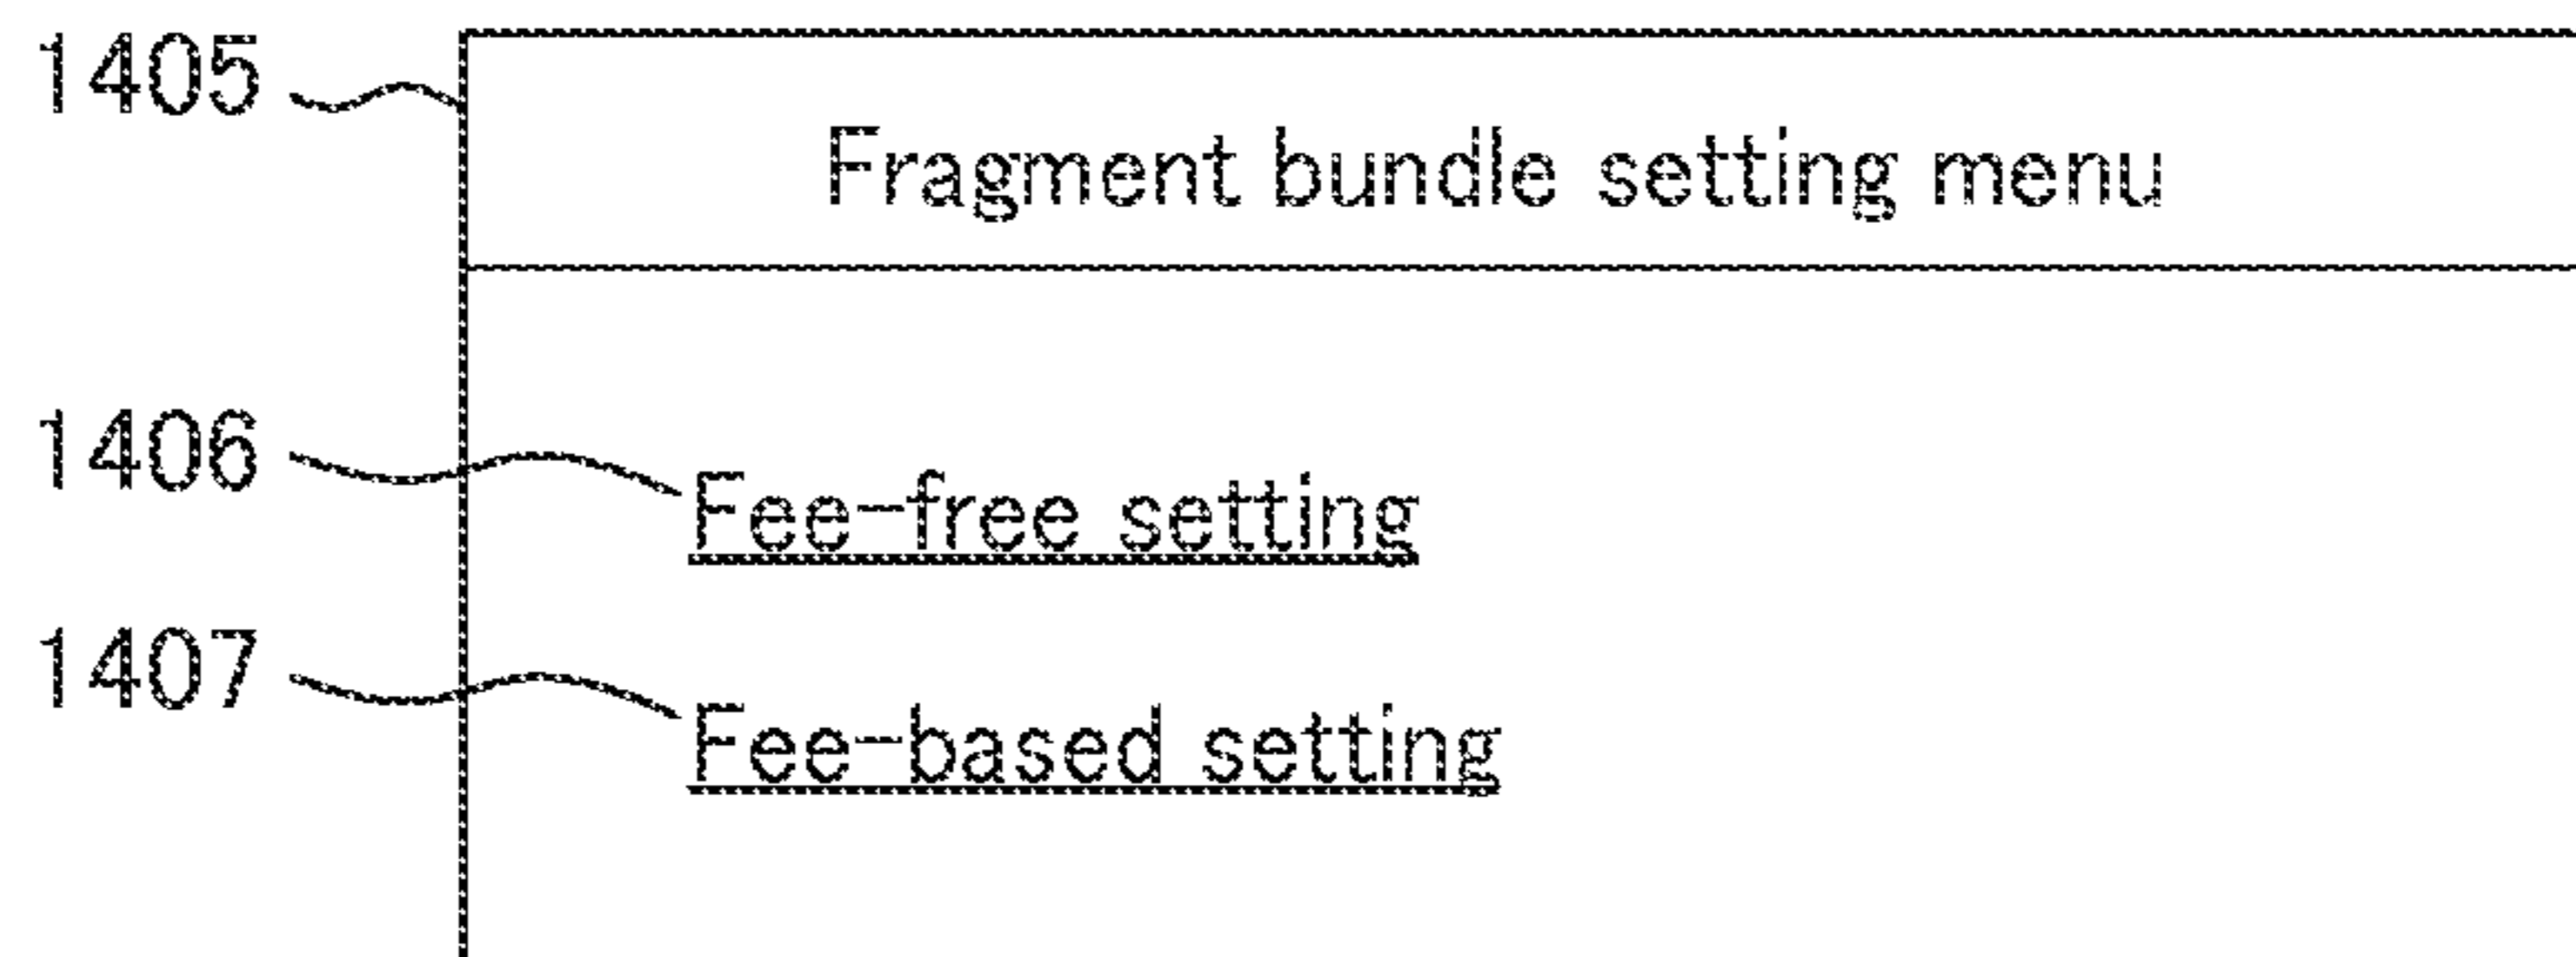 1405
Fragment bundle setting menu
1406
Fee-free setting
1407
Fee-based setting